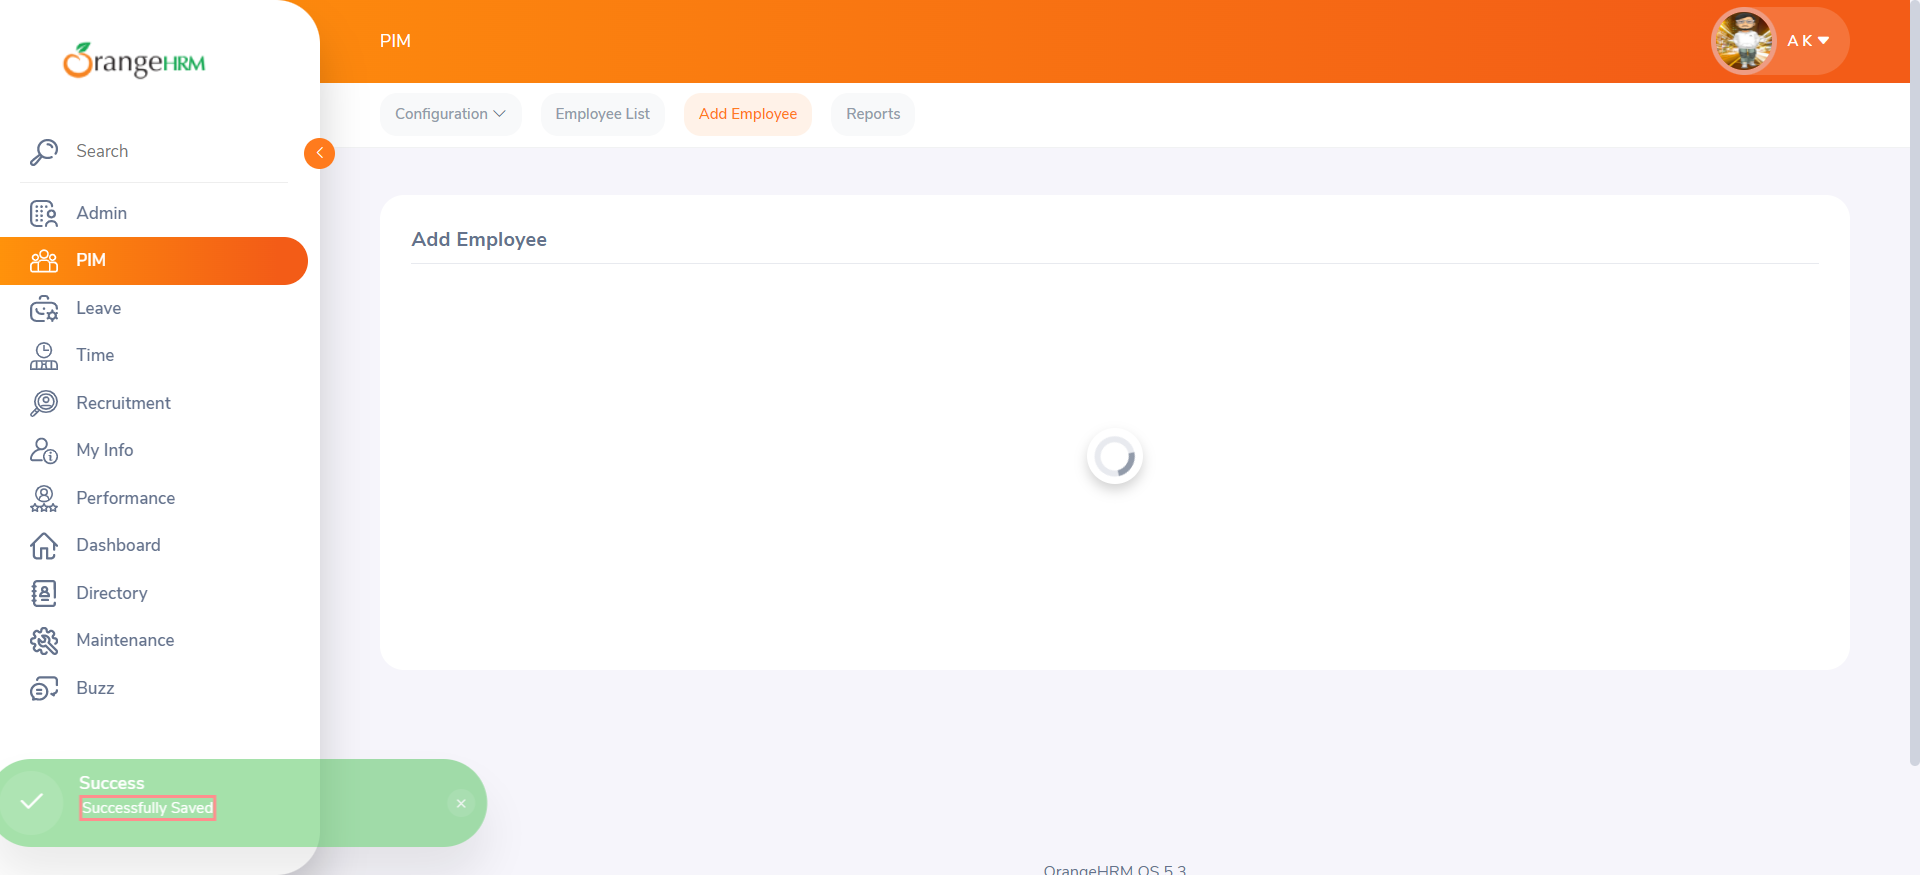 OrangeHRM
PIM
A K
Configuration
Employee List
Add Employee
Reports
Search
Admin
PIM
Leave
Time
Recruitment
My Info
Performance
Dashboard
Directory
Maintenance
Buzz
Add Employee
Success
Successfully Saved
OrangeHRM OS 5.3